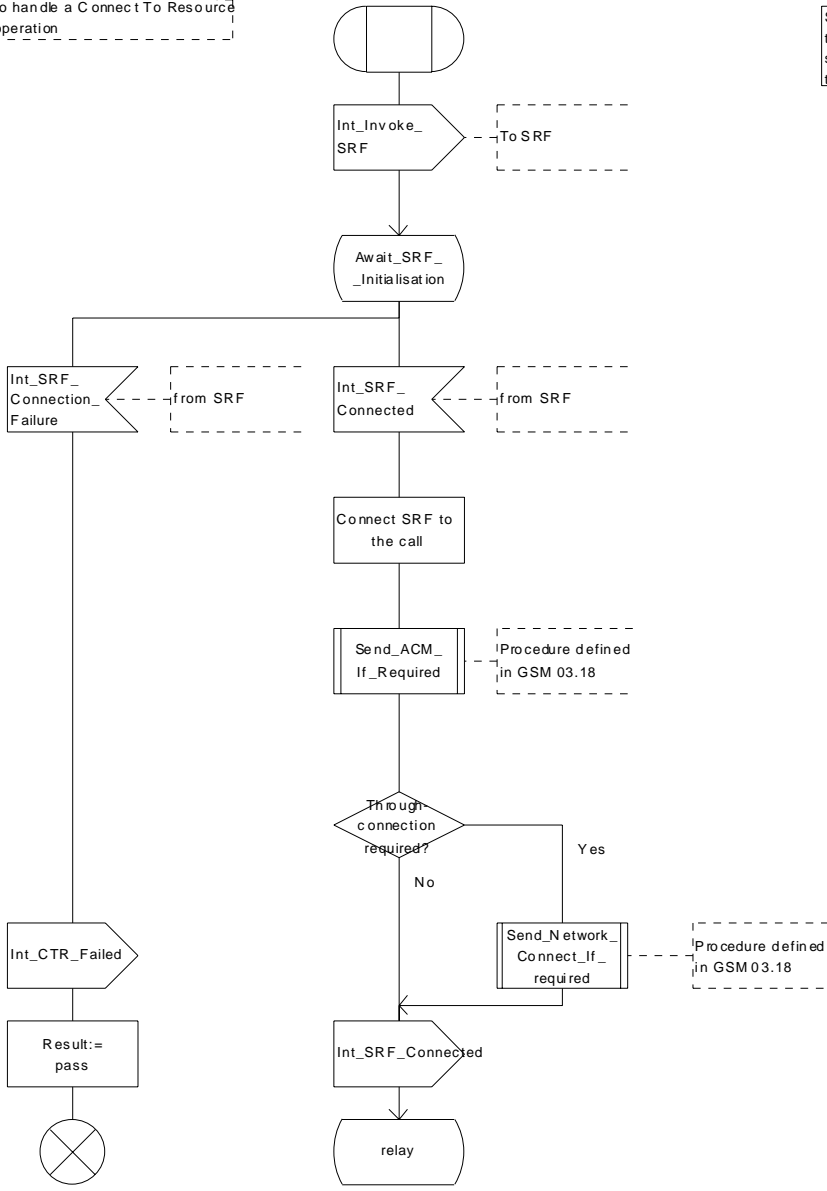 o handle a Connect To Resource
peration
Int_Invoke_
SRF
To SRF
Await_SRF_
_Initialisation
Int_SRF_
Connection_
Failure
from SRF
Int_SRF_
Connected
from SRF
Connect SRF to
the call
Send_ACM_
If_Required
Procedure defined
in GSM 03.18
Through-
connection
required?
Yes
No
Int_CTR_Failed
Send_Network_
Connect_If_
required
Procedure defined
in GSM 03.18
Result:=
pass
Int_SRF_Connected
relay